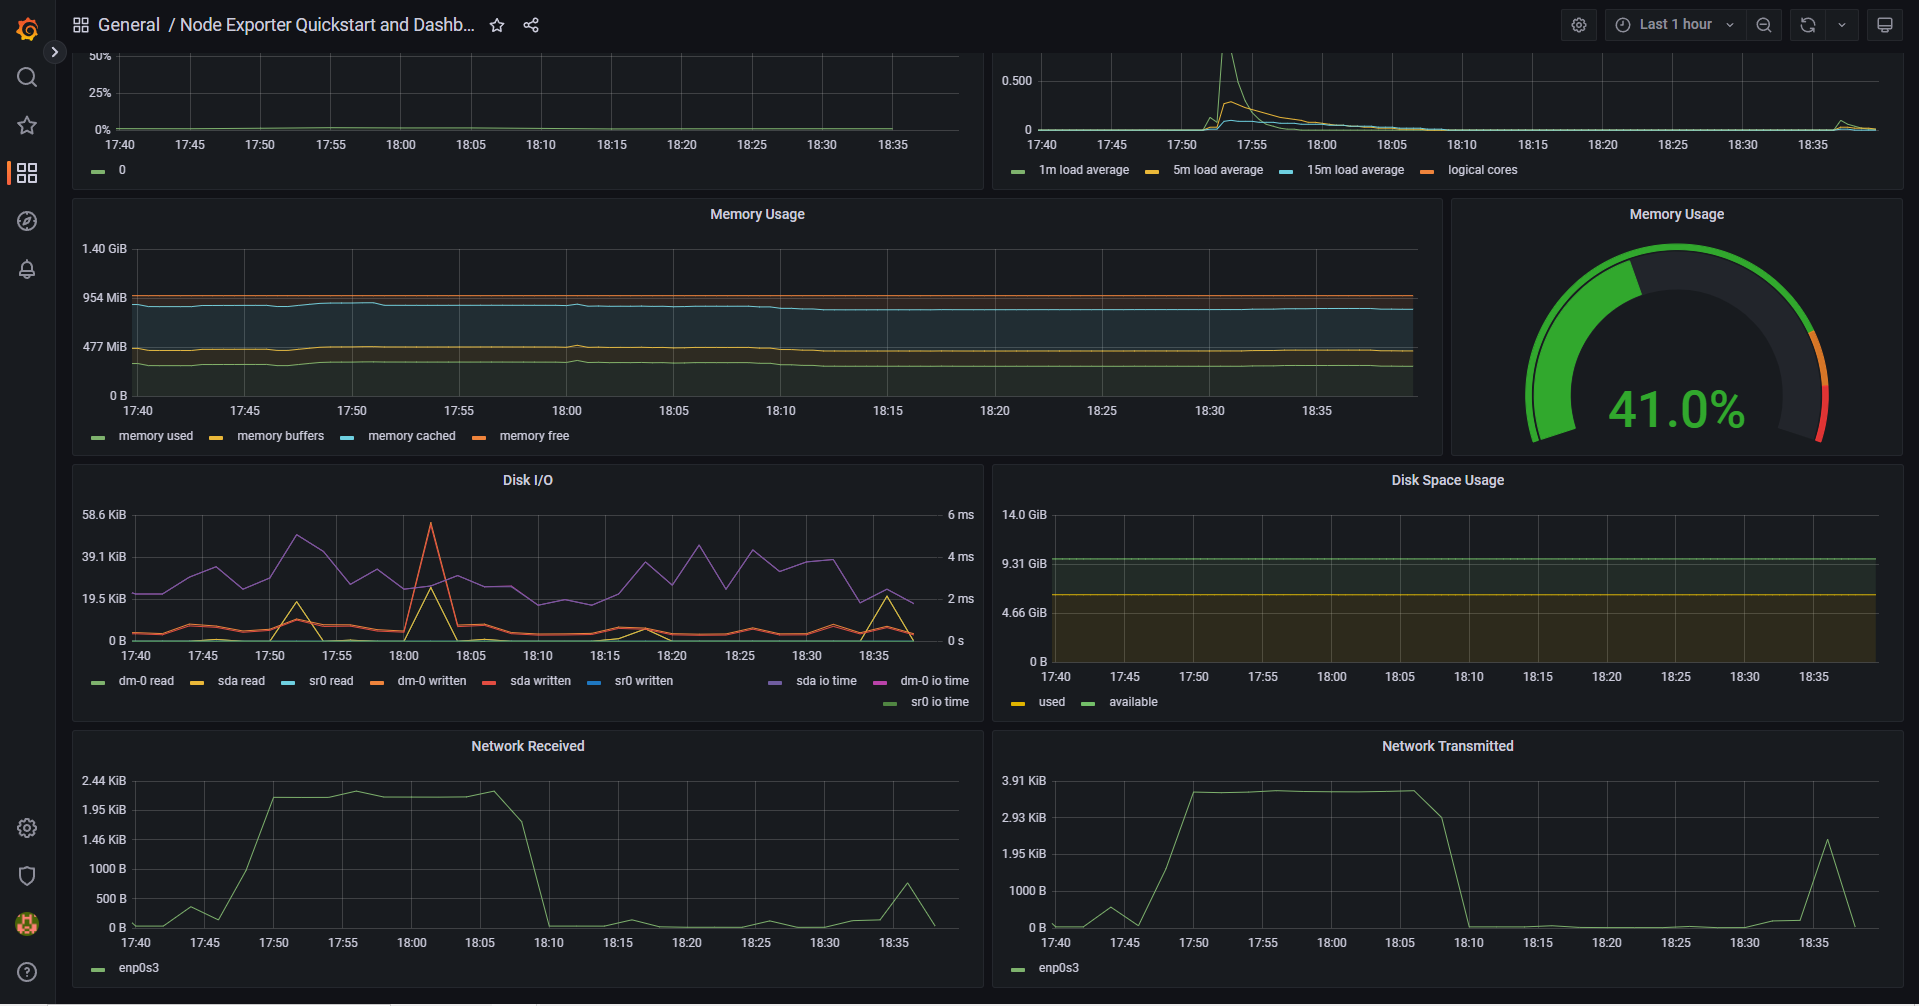 General / Node Exporter Quickstart and Dashb...
Last 1 hour
50%
25%
0%
17:40 17:45 17:50 17:55 18:00 18:05 18:10 18:15 18:20 18:25 18:30 18:35
0
0.500
0
17:40 17:45 17:50 17:55 18:00 18:05 18:10 18:15 18:20 18:25 18:30 18:35
1m load average 5m load average 15m load average logical cores
Memory Usage
1.40 GiB
954 MiB
477 MiB
0 B
17:40 17:45 17:50 17:55 18:00 18:05 18:10 18:15 18:20 18:25 18:30 18:35
memory used memory buffers memory cached memory free
Memory Usage
41.0%
Disk I/O
58.6 KiB
39.1 KiB
19.5 KiB
0 B
6 ms
4 ms
2 ms
0 s
17:40 17:45 17:50 17:55 18:00 18:05 18:10 18:15 18:20 18:25 18:30 18:35
dm-0 read sda read sr0 read dm-0 written sda written sr0 written sda io time dm-0 io time
sr0 io time
Disk Space Usage
14.0 GiB
9.31 GiB
4.66 GiB
0 B
17:40 17:45 17:50 17:55 18:00 18:05 18:10 18:15 18:20 18:25 18:30 18:35
used available
Network Received
2.44 KiB
1.95 KiB
1.46 KiB
1000 B
500 B
0 B
17:40 17:45 17:50 17:55 18:00 18:05 18:10 18:15 18:20 18:25 18:30 18:35
enp0s3
Network Transmitted
3.91 KiB
2.93 KiB
1.95 KiB
1000 B
0 B
17:40 17:45 17:50 17:55 18:00 18:05 18:10 18:15 18:20 18:25 18:30 18:35
enp0s3